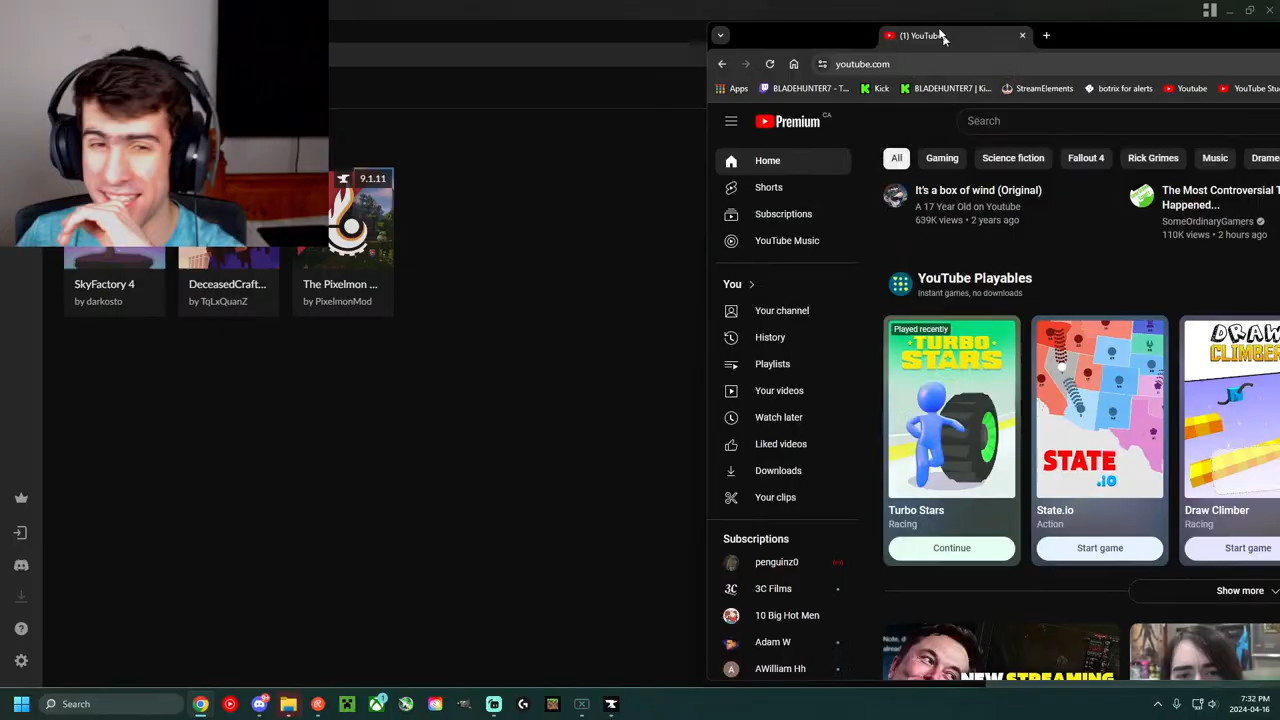 (1) YouTube
youtube.com
Apps
BLADEHUNTER7 - T...
Kick
BLADEHUNTER7 | Ki...
StreamElements
botrix for alerts
Youtube
YouTube Stu
Premium CA
Search
All
Gaming
Science fiction
Fallout 4
Rick Grimes
Music
Drame
Home
Shorts
Subscriptions
YouTube Music
You
Your channel
History
Playlists
Your videos
Watch later
Liked videos
Downloads
Your clips
Subscriptions
penguinz0
3C Films
10 Big Hot Men
Adam W
AWilliam Hh
It's a box of wind (Original)
A 17 Year Old on Youtube
639K views • 2 years ago
The Most Controversial T
Happened...
SomeOrdinaryGamers
110K views • 2 hours ago
YouTube Playables
Instant games, no downloads
Played recently
TURBO
STARS
Turbo Stars
Racing
Continue
STATE
.IO
State.io
Action
Start game
DRAW
CLIMBER
Draw Climber
Racing
Start game
Show more
NEW STREAMING
9.1.11
SkyFactory 4
by darkosto
DeceasedCraft...
by TqLxQuanZ
The Pixelmon ...
by PixelmonMod
Search
7:32 PM
2024-04-16